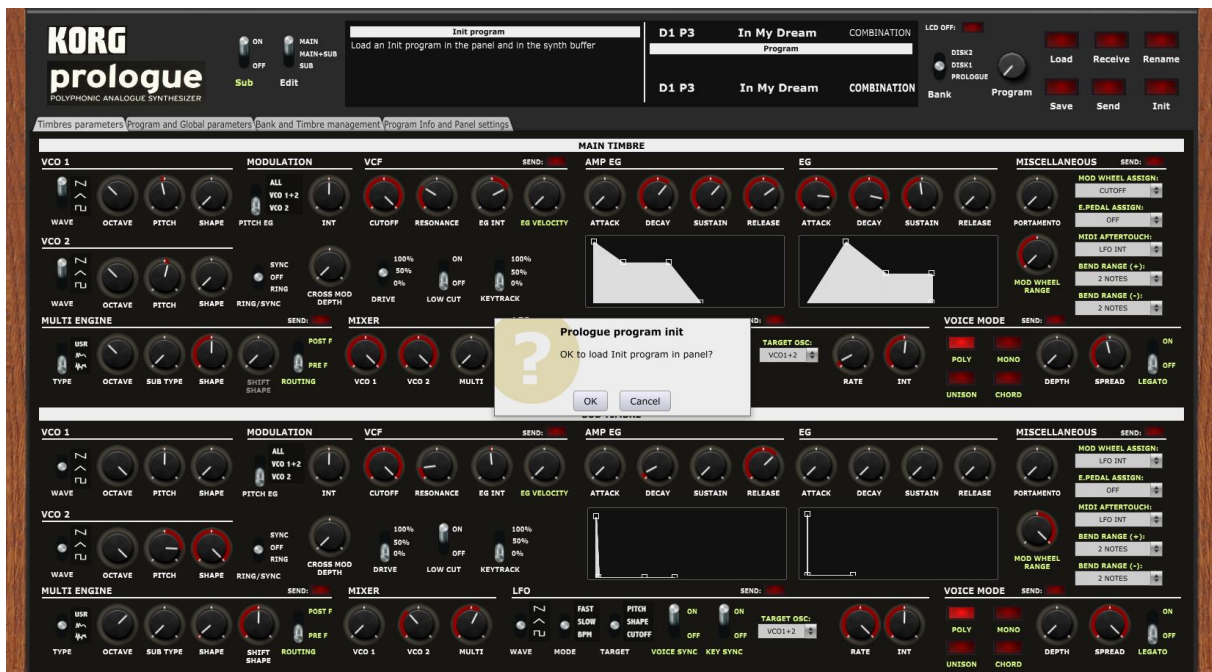 KORG
prologue
POLYPHONIC ANALOGUE SYNTHESIZER
ON
OFF
Sub
MAIN
MAIN+SUB
SUB
Edit
Init program
Load an Init program in the panel and in the synth buffer
D1 P3 In My Dream COMBINATION
Program
D1 P3 In My Dream COMBINATION
LCD OFF:
DISK2
DISK1
PROLOGUE
Bank
Program
Load Receive Rename
Save Send Init
Timbres parameters Program and Global parameters Bank and Timbre management Program Info and Panel settings
MAIN TIMBRE
VCO 1 MODULATION VCF SEND: AMP EG EG MISCELLANEOUS SEND:
ALL
VCO 1+2
VCO 2
WAVE OCTAVE PITCH SHAPE PITCH EG INT CUTOFF RESONANCE EG INT EG VELOCITY ATTACK DECAY SUSTAIN RELEASE ATTACK DECAY SUSTAIN RELEASE PORTAMENTO
MOD WHEEL ASSIGN:
CUTOFF
E.PEDAL ASSIGN:
OFF
MIDI AFTERTOUCH:
LFO INT
BEND RANGE (+):
2 NOTES
BEND RANGE (-):
2 NOTES
MOD WHEEL
RANGE
VCO 2
SYNC
OFF
RING
100%
50%
0%
ON
OFF
100%
50%
0%
WAVE OCTAVE PITCH SHAPE RING/SYNC CROSS MOD
DEPTH DRIVE LOW CUT KEYTRACK
MULTI ENGINE SEND: MIXER VOICE MODE SEND:
USR
POST F
PRE F
TYPE OCTAVE SUB TYPE SHAPE SHIFT
SHAPE ROUTING VCO 1 VCO 2 MULTI
TARGET OSC:
VCO1+2
RATE INT
POLY MONO
UNISON CHORD
DEPTH SPREAD LEGATO
ON
OFF
Prologue program init
OK to load Init program in panel?
OK Cancel
SUB TIMBRE
VCO 1 MODULATION VCF SEND: AMP EG EG MISCELLANEOUS SEND:
ALL
VCO 1+2
VCO 2
WAVE OCTAVE PITCH SHAPE PITCH EG INT CUTOFF RESONANCE EG INT EG VELOCITY ATTACK DECAY SUSTAIN RELEASE ATTACK DECAY SUSTAIN RELEASE PORTAMENTO
MOD WHEEL ASSIGN:
LFO INT
E.PEDAL ASSIGN:
OFF
MIDI AFTERTOUCH:
LFO INT
BEND RANGE (+):
2 NOTES
BEND RANGE (-):
2 NOTES
MOD WHEEL
RANGE
VCO 2
SYNC
OFF
RING
100%
50%
0%
ON
OFF
100%
50%
0%
WAVE OCTAVE PITCH SHAPE RING/SYNC CROSS MOD
DEPTH DRIVE LOW CUT KEYTRACK
MULTI ENGINE SEND: MIXER LFO SEND: VOICE MODE SEND:
USR
POST F
PRE F
FAST
SLOW
BPM
PITCH
SHAPE
CUTOFF
ON
OFF
ON
OFF
TARGET OSC:
VCO1+2
TYPE OCTAVE SUB TYPE SHAPE SHIFT
SHAPE ROUTING VCO 1 VCO 2 MULTI WAVE MODE TARGET VOICE SYNC KEY SYNC RATE INT
POLY MONO
UNISON CHORD
DEPTH SPREAD LEGATO
ON
OFF